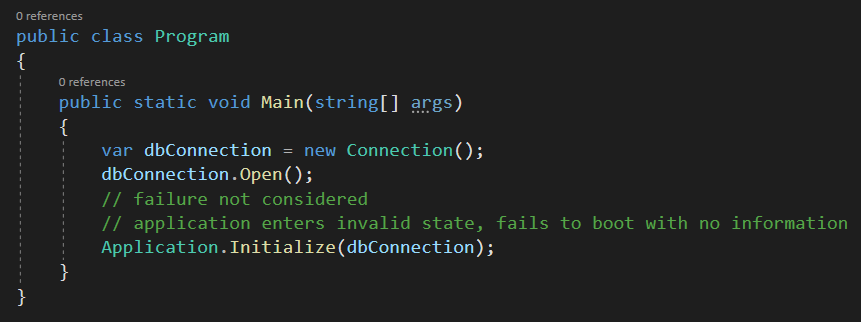 0 references
public class Program
{
0 references
public static void Main(string[] args)
{
var dbConnection = new Connection();
dbConnection.Open();
// failure not considered
// application enters invalid state, fails to boot with no information
Application.Initialize(dbConnection);
}
}